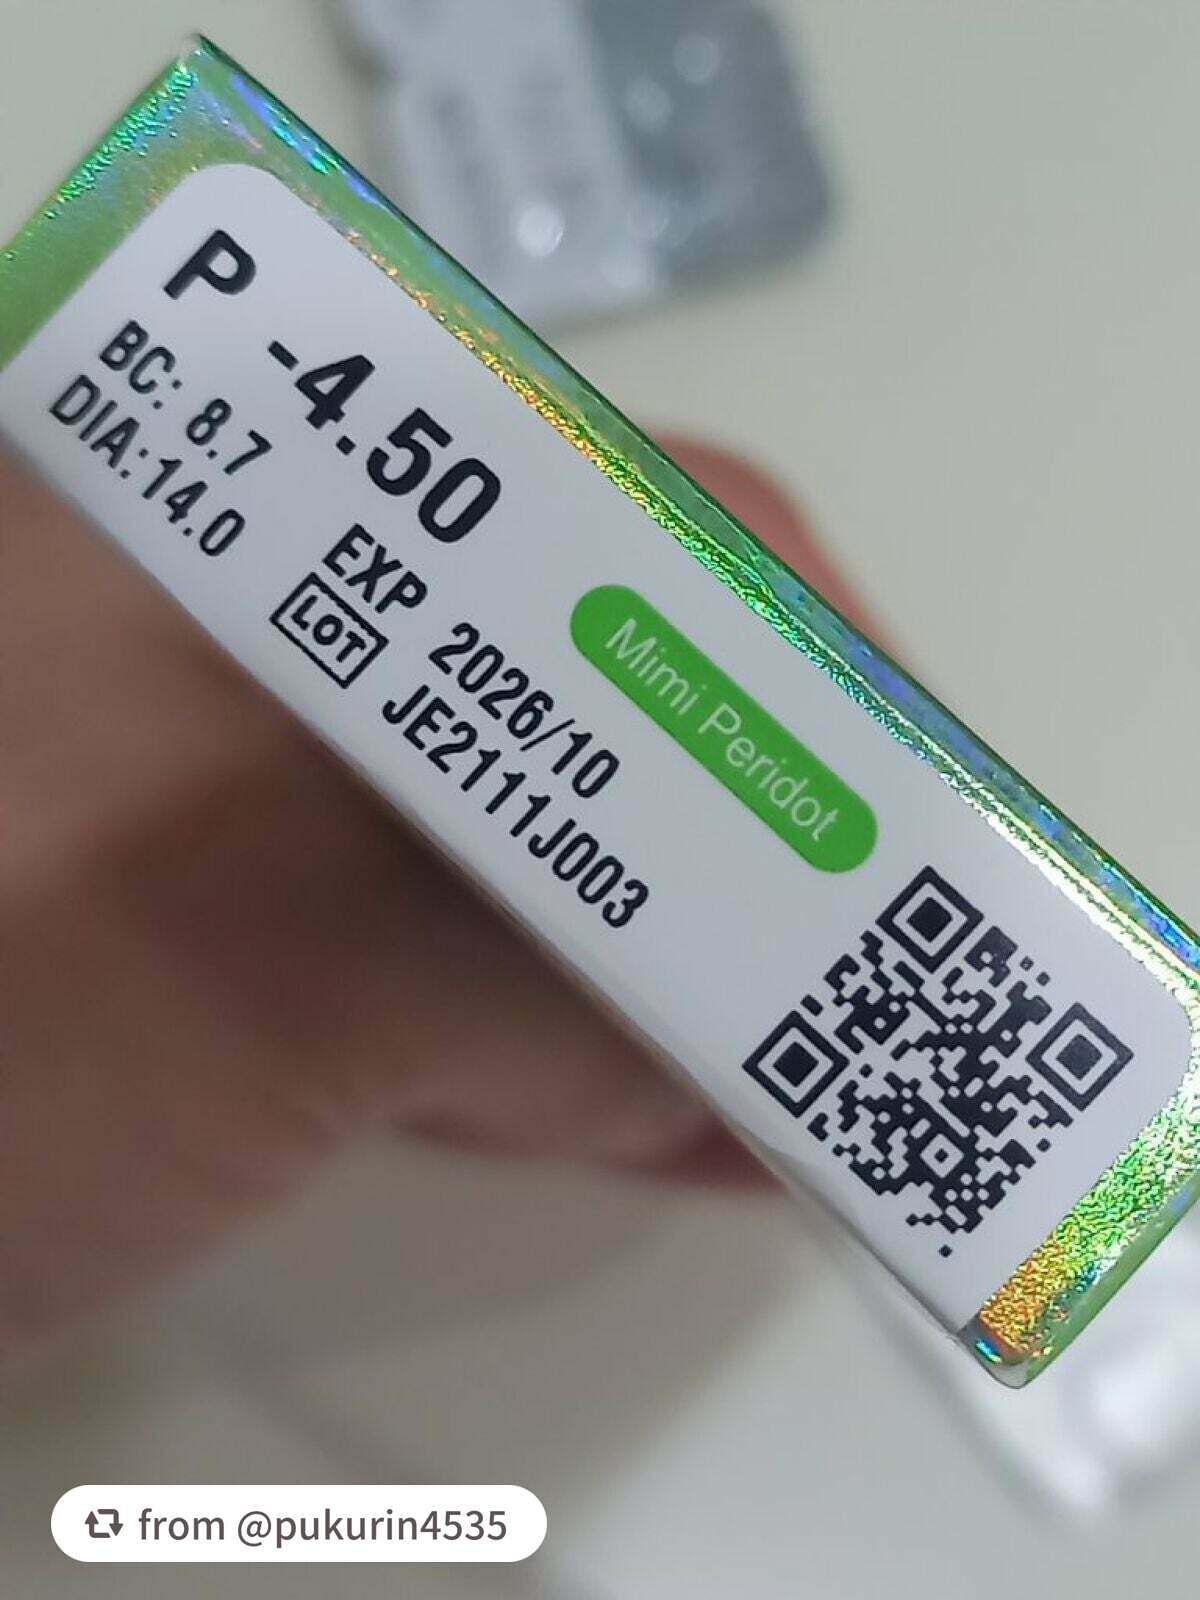 P -4.50
BC: 8.7
DIA:14.0
EXP 2026/10
LOT JE2111J003
Mimi Peridot
from @pukurin4535